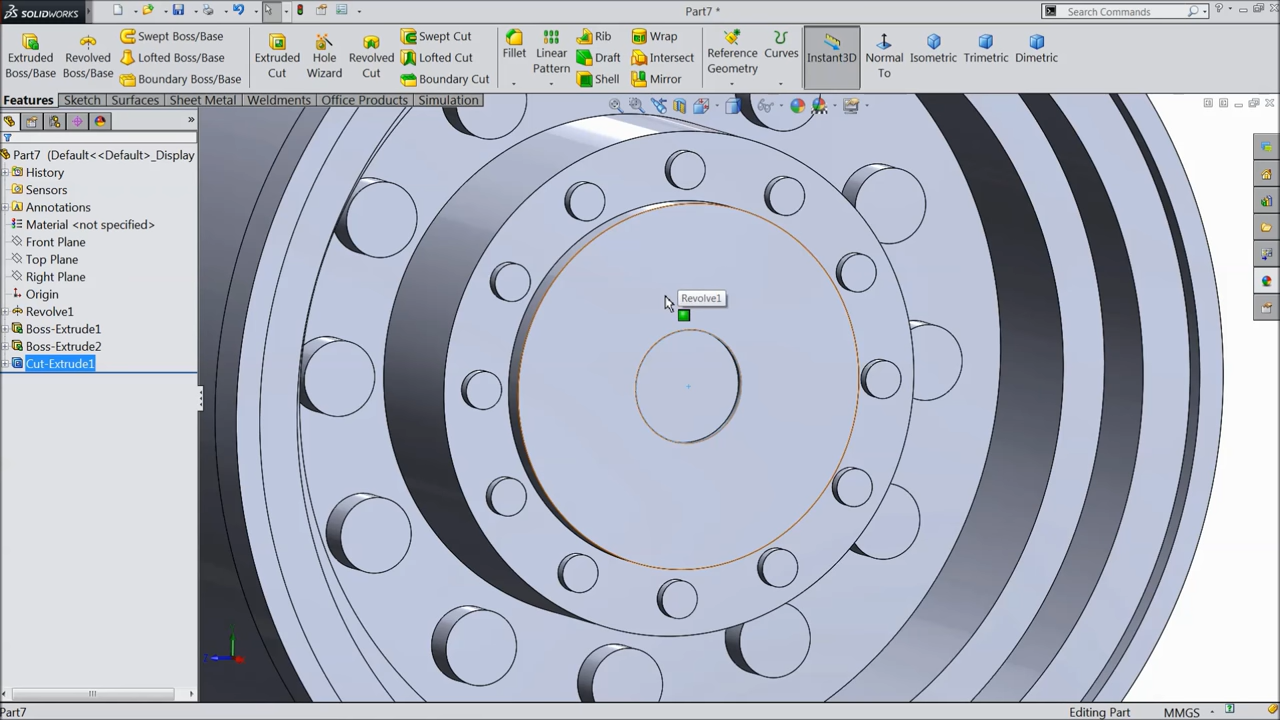 SOLIDWORKS
Part7 *
Search Commands
Extruded Boss/Base
Revolved Boss/Base
Swept Boss/Base
Lofted Boss/Base
Boundary Boss/Base
Extruded Cut
Hole Wizard
Revolved Cut
Swept Cut
Lofted Cut
Boundary Cut
Fillet
Linear Pattern
Rib
Draft
Shell
Wrap
Intersect
Mirror
Reference Geometry
Curves
Instant3D
Normal To
Isometric
Trimetric
Dimetric
Features
Sketch
Surfaces
Sheet Metal
Weldments
Office Products
Simulation
Part7 (Default<<Default>_Display
History
Sensors
Annotations
Material <not specified>
Front Plane
Top Plane
Right Plane
Origin
Revolve1
Boss-Extrude1
Boss-Extrude2
Cut-Extrude1
Revolve1
Part7
Editing Part
MMGS